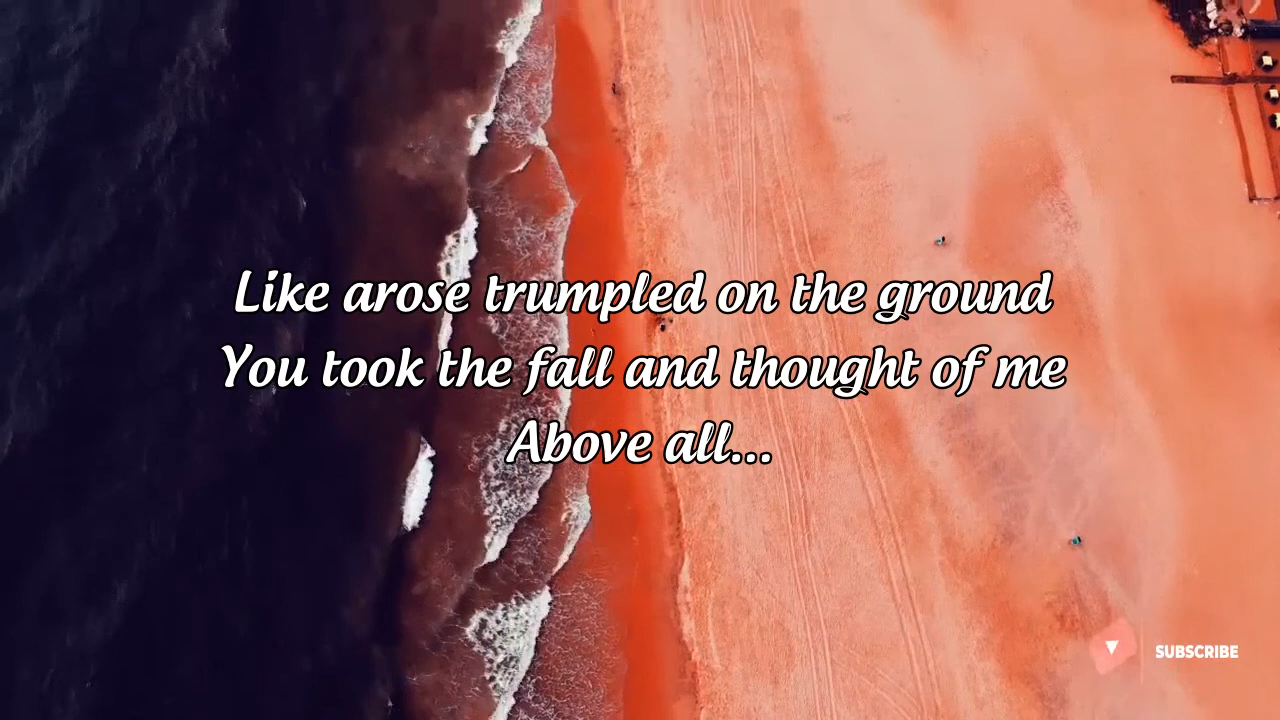 Like arose trumpled on the ground
You took the fall and thought of me
Above all...
SUBSCRIBE